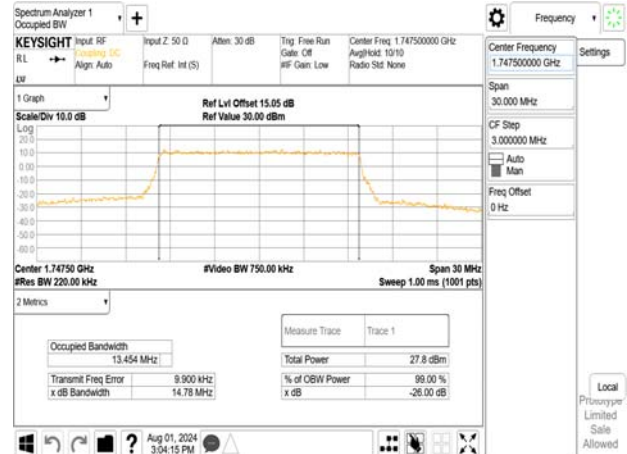 Spectrum Analyzer 1
Occupied BW
+
Frequency
KEYSIGHT
RL
Input: RF
Coupling: DC
Align: Auto
Input Z: 50 Ω
Freq Ref: Int (S)
Atten: 30 dB
Trig: Free Run
Gate: Off
#IF Gain: Low
Center Freq: 1.747500000 GHz
Avg|Hold: 10/10
Radio Std: None
LW
1 Graph
Scale/Div 10.0 dB
Ref Lvl Offset 15.05 dB
Ref Value 30.00 dBm
Log
20.0
10.0
0.00
-10.0
-20.0
-30.0
-40.0
-50.0
-60.0
Center 1.74750 GHz
#Res BW 220.00 kHz
#Video BW 750.00 kHz
Span 30 MHz
Sweep 1.00 ms (1001 pts)
2 Metrics
Measure Trace Trace 1
Occupied Bandwidth
13.454 MHz
Total Power 27.8 dBm
Transmit Freq Error 9.900 kHz
% of OBW Power 99.00 %
x dB Bandwidth 14.78 MHz
x dB -26.00 dB
Center Frequency
1.747500000 GHz
Settings
Span
30.000 MHz
CF Step
3.000000 MHz
Auto
Man
Freq Offset
0 Hz
Local
Prototype
Limited
Sale
Allowed
?
Aug 01, 2024
3:04:15 PM